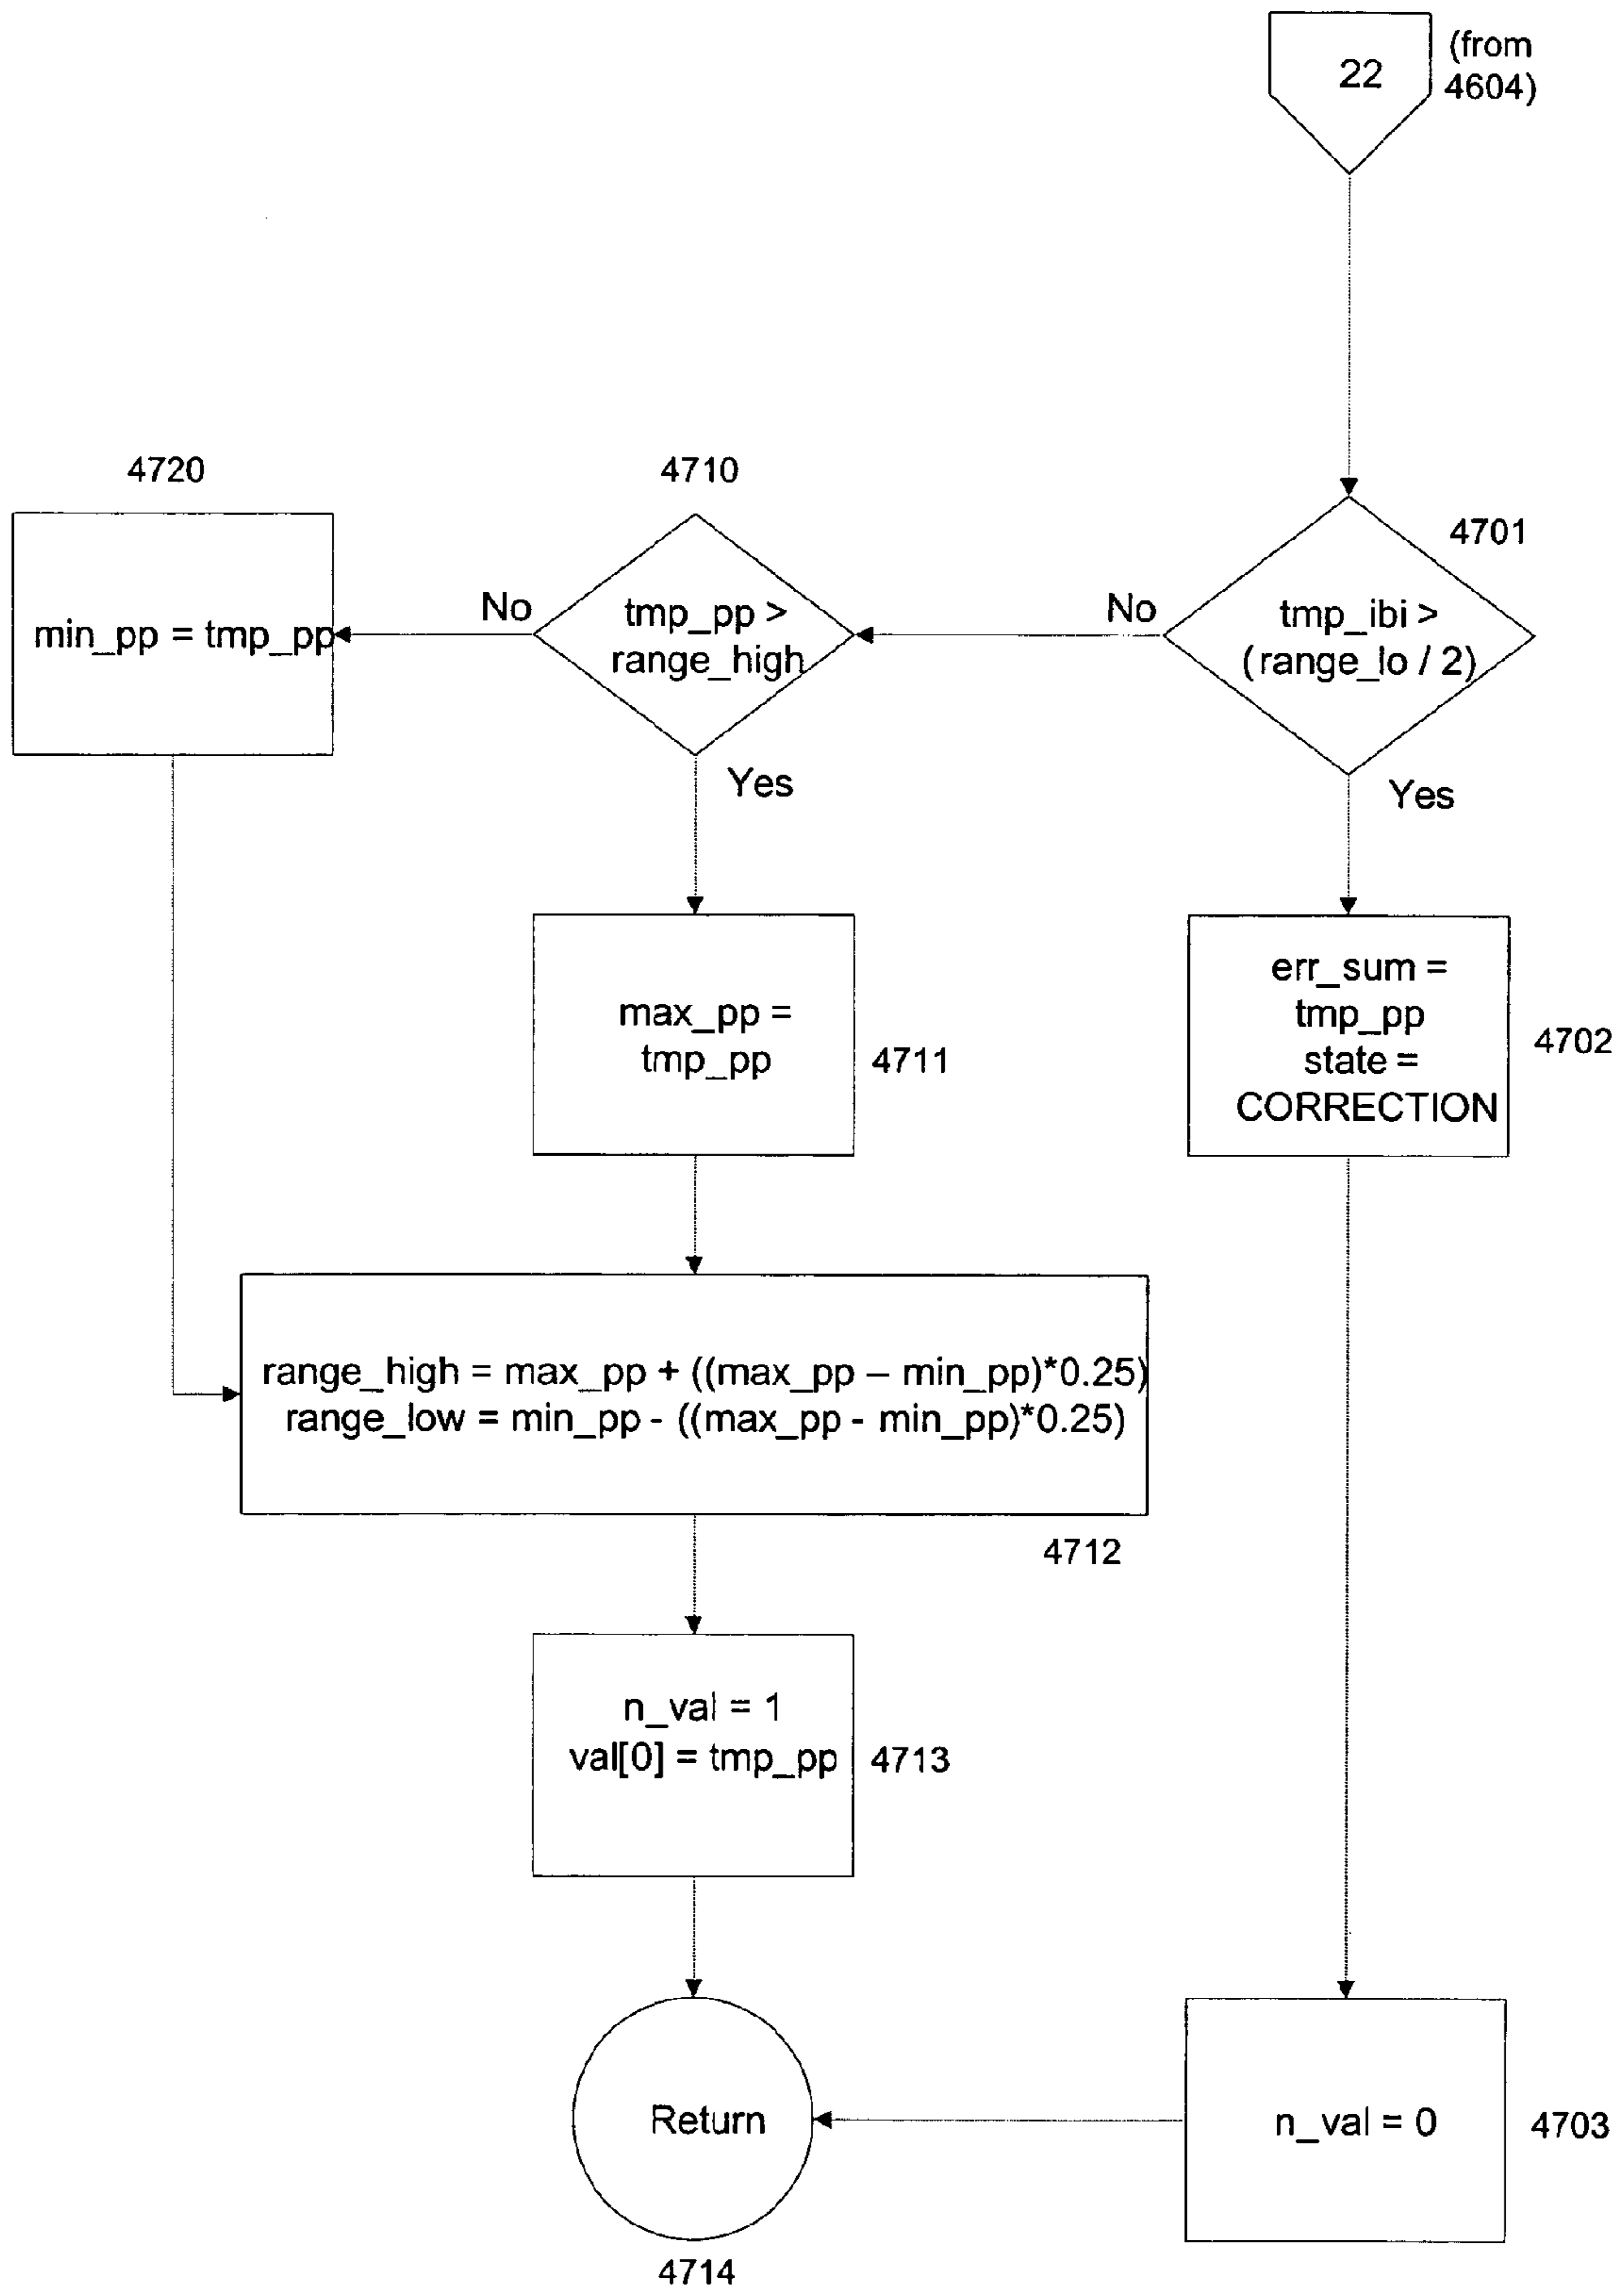 22
(from
4604)
4720
4710
4701
min_pp = tmp_pp
No
tmp_pp >
range_high
No
tmp_ibi >
(range_lo / 2)
Yes
Yes
max_pp =
tmp_pp
4711
err_sum =
tmp_pp
state =
CORRECTION
4702
range_high = max_pp + ((max_pp – min_pp)*0.25)
range_low = min_pp - ((max_pp - min_pp)*0.25)
4712
n_val = 1
val[0] = tmp_pp
4713
Return
4714
n_val = 0
4703